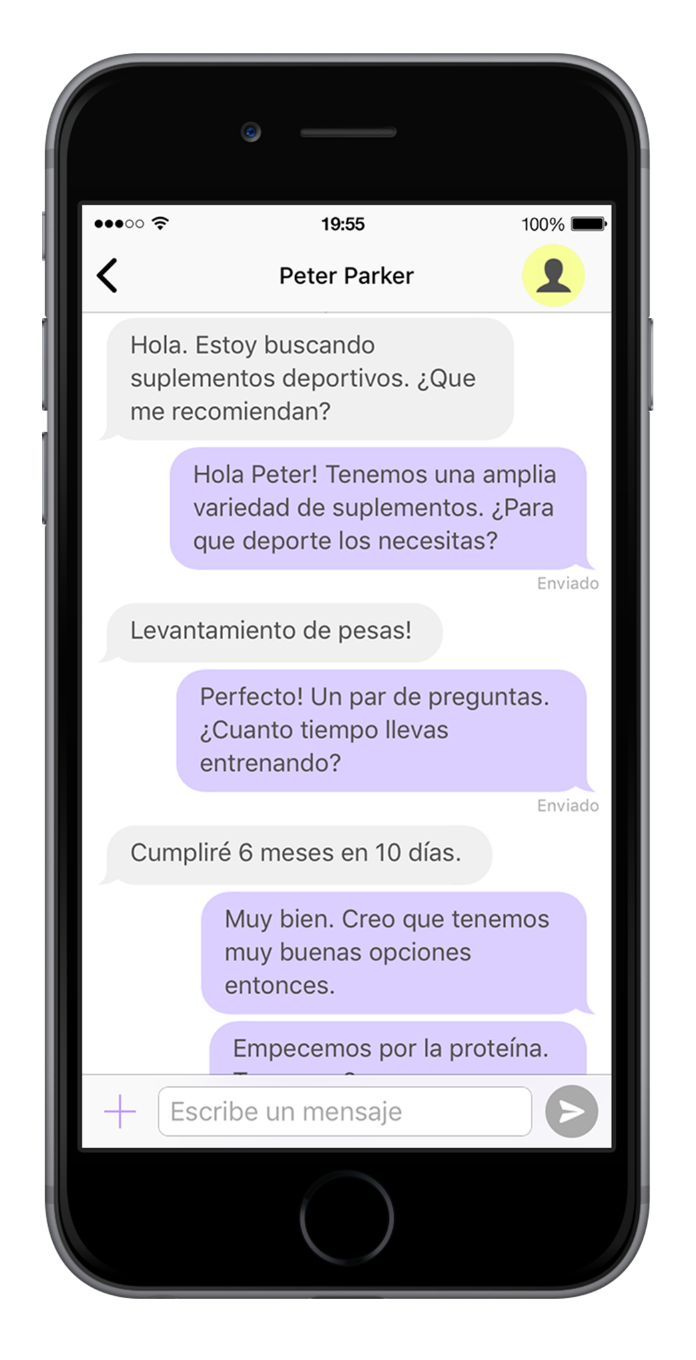 19:55
100%
Peter Parker
Hola. Estoy buscando
suplementos deportivos. ¿Que
me recomiendan?
Hola Peter! Tenemos una amplia
variedad de suplementos. ¿Para
que deporte los necesitas?
Enviado
Levantamiento de pesas!
Perfecto! Un par de preguntas.
¿Cuanto tiempo llevas
entrenando?
Enviado
Cumpliré 6 meses en 10 días.
Muy bien. Creo que tenemos
muy buenas opciones
entonces.
Empecemos por la proteína.
Escribe un mensaje